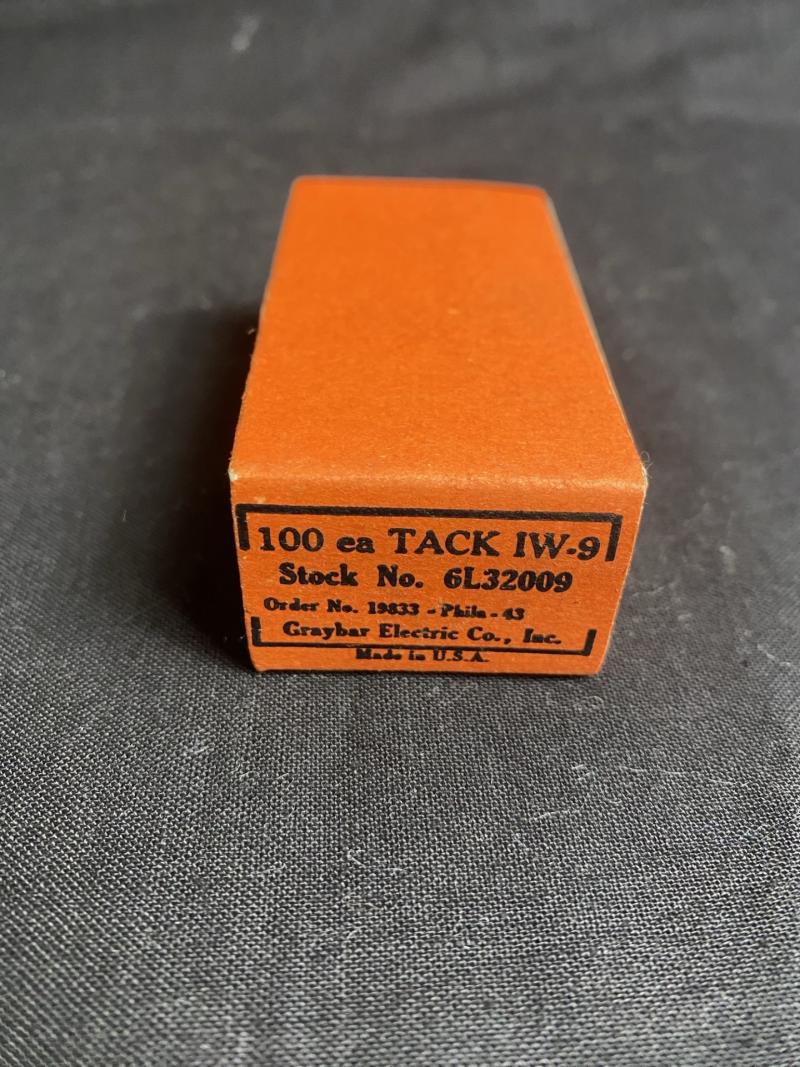 100 ea TACK IW-9
Stock No. 6L32009
Order No. 19833 - Phila - 43
Graybar Electric Co., Inc.
Made in U.S.A.